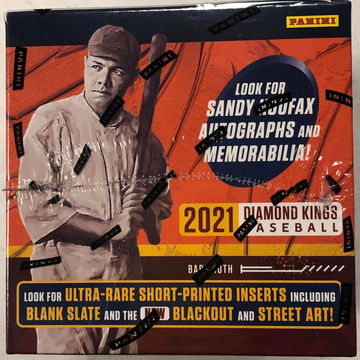 PANINI
LOOK FOR
SANDY KOUFAX
AUTOGRAPHS AND
MEMORABILIA!
2021 DIAMOND KINGS
BASEBALL
BABE RUTH
LOOK FOR ULTRA-RARE SHORT-PRINTED INSERTS INCLUDING
BLANK SLATE AND THE NEW BLACKOUT AND STREET ART!